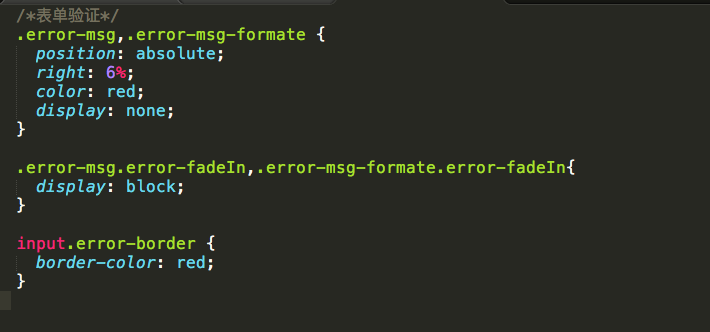 /*表单验证*/
.error-msg,.error-msg-formate {
position: absolute;
right: 6%;
color: red;
display: none;
}
.error-msg.error-fadeIn,.error-msg-formate.error-fadeIn{
display: block;
}
input.error-border {
border-color: red;
}